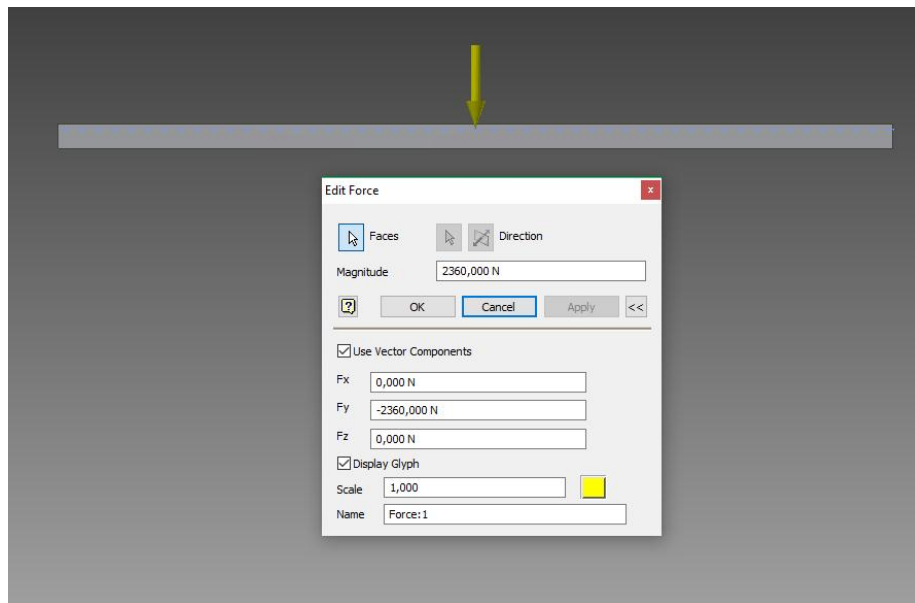 Edit Force
x
Faces
Direction
Magnitude
2360,000 N
?
OK
Cancel
Apply
<<
Use Vector Components
Fx
0,000 N
Fy
-2360,000 N
Fz
0,000 N
Display Glyph
Scale
1,000
Name
Force:1